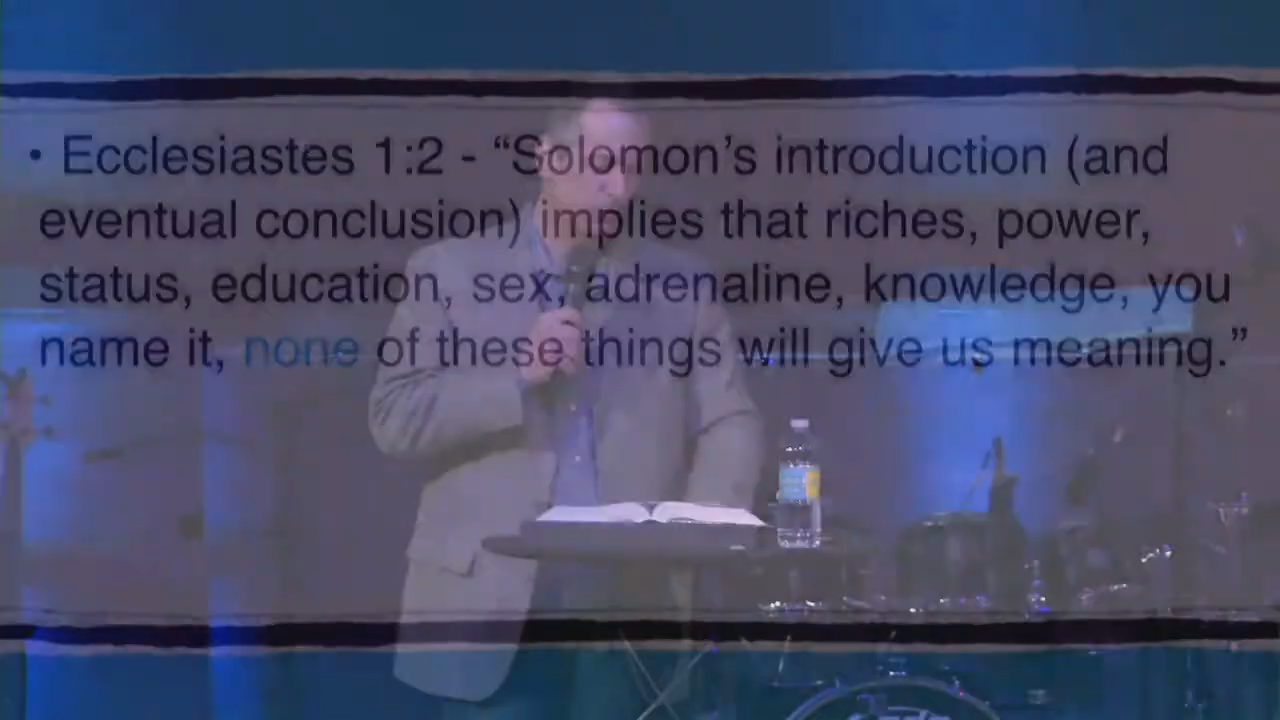 • Ecclesiastes 1:2 - “Solomon’s introduction (and
eventual conclusion) implies that riches, power,
status, education, sex, adrenaline, knowledge, you
name it, none of these things will give us meaning.”